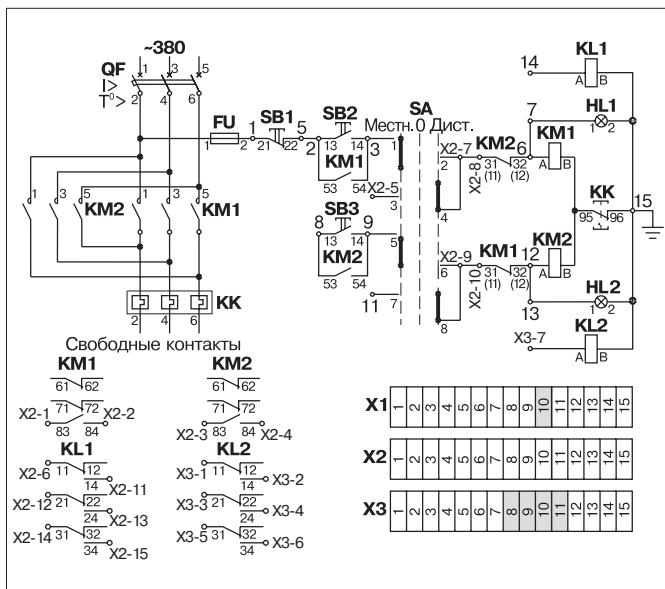 ~380
QF
I>
T°>
1 3 5
2 4 6
FU
1 2
1
SB1
21 22
5
2
SB2
13 14
3
KM1
53 54
X2-5
SA
Местн. 0 Дист.
1
2
3
4
X2-7
X2-8
KM2
31 32
(11) (12)
6
7
14
KL1
A B
HL1
1 2
KM1
A B
KK
95 96
15
1 3 5
KM2
1 3 5
KM1
8
SB3
13 14
9
KM2
53 54
11
5
6
7
8
X2-9
X2-10
KM1
31 32
(11) (12)
12
13
KM2
A B
HL2
1 2
X3-7
KL2
A B
KK
2 4 6
Свободные контакты
KM1
61 62
71 72
X2-1 83 84 X2-2
KM2
61 62
71 72
X2-3 83 84 X2-4
KL1
X2-6 11 12
14 X2-11
X2-12 21 22
24 X2-13
X2-14 31 32
34 X2-15
KL2
X3-1 11 12
14 X3-2
X3-3 21 22
24 X3-4
X3-5 31 32
34 X3-6
X1 1 2 3 4 5 6 7 8 9 10 11 12 13 14 15
X2 1 2 3 4 5 6 7 8 9 10 11 12 13 14 15
X3 1 2 3 4 5 6 7 8 9 10 11 12 13 14 15